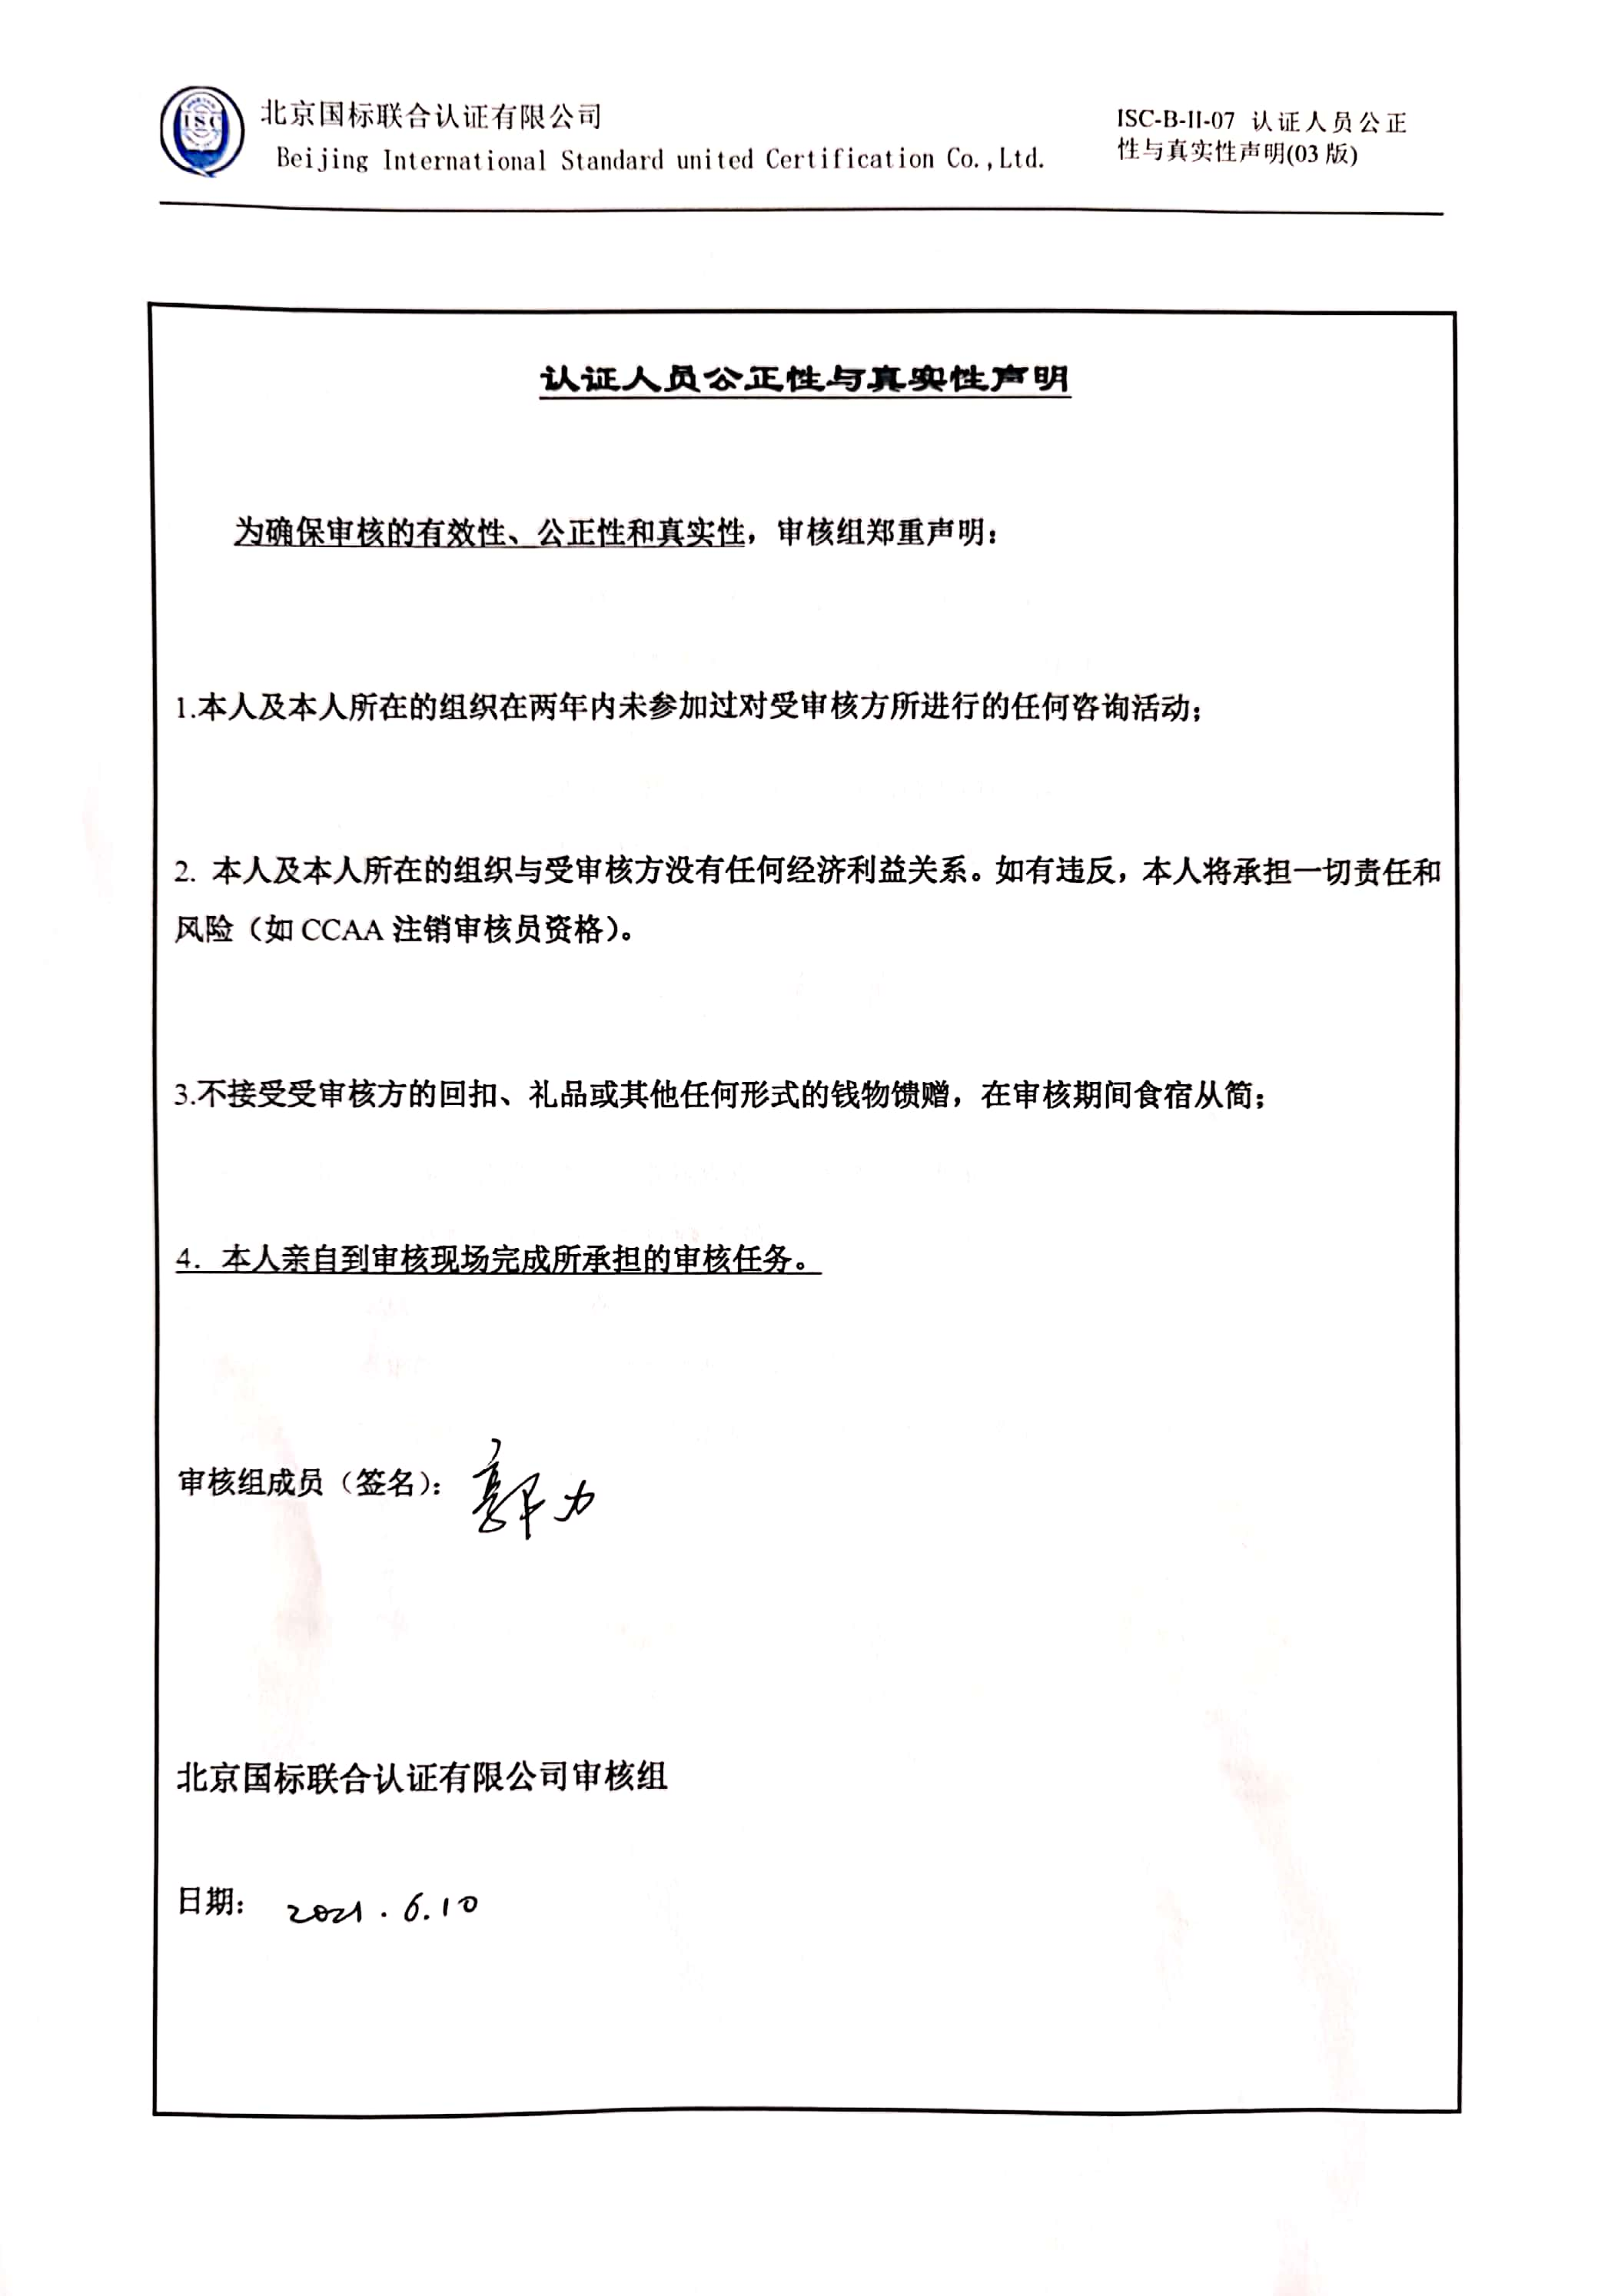 ISC
北京国标联合认证有限公司
Beijing International Standard united Certification Co.,Ltd.
ISC-B-II-07 认证人员公正
性与真实性声明(03 版)
认证人员公正性与真实性声明
为确保审核的有效性、公正性和真实性，审核组郑重声明：
1.本人及本人所在的组织在两年内未参加过对受审核方所进行的任何咨询活动；
2. 本人及本人所在的组织与受审核方没有任何经济利益关系。如有违反，本人将承担一切责任和
风险（如 CCAA 注销审核员资格）。
3.不接受受审核方的回扣、礼品或其他任何形式的钱物馈赠，在审核期间食宿从简；
4. 本人亲自到审核现场完成所承担的审核任务。
审核组成员（签名）： 郭力
北京国标联合认证有限公司审核组
日期： 2021.6.10